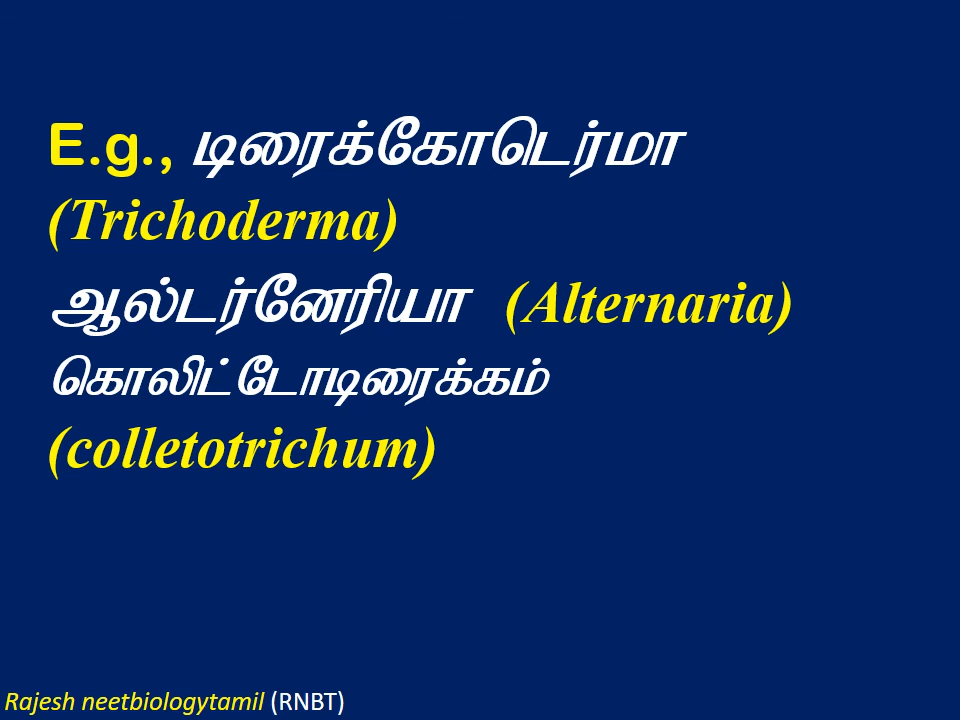 E.g., டிரைக்கோடெர்மா
(Trichoderma)
ஆல்டர்னேரியா (Alternaria)
கொலிட்டோடிரைக்கம்
(colletotrichum)
Rajesh neetbiologytamil (RNBT)